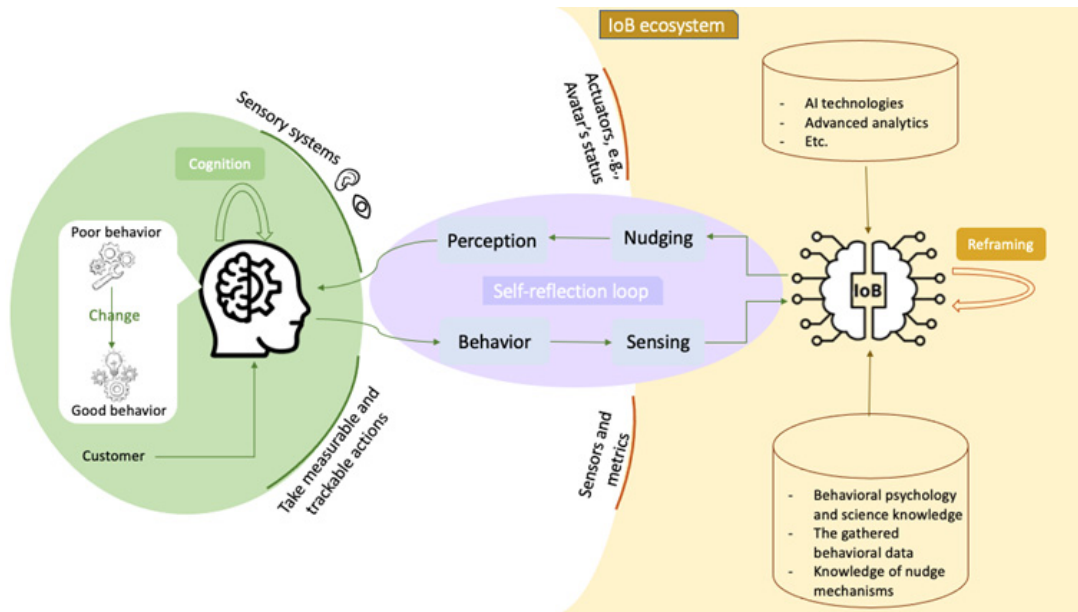 IoB ecosystem
Sensory systems
Cognition
Poor behavior
Change
Good behavior
Customer
Take measurable and
trackable actions
Actuators, e.g.,
Avatar's status
Perception
Nudging
Self-reflection loop
Behavior
Sensing
Sensors and
metrics
- AI technologies
- Advanced analytics
- Etc.
IoB
Reframing
- Behavioral psychology
and science knowledge
- The gathered
behavioral data
- Knowledge of nudge
mechanisms